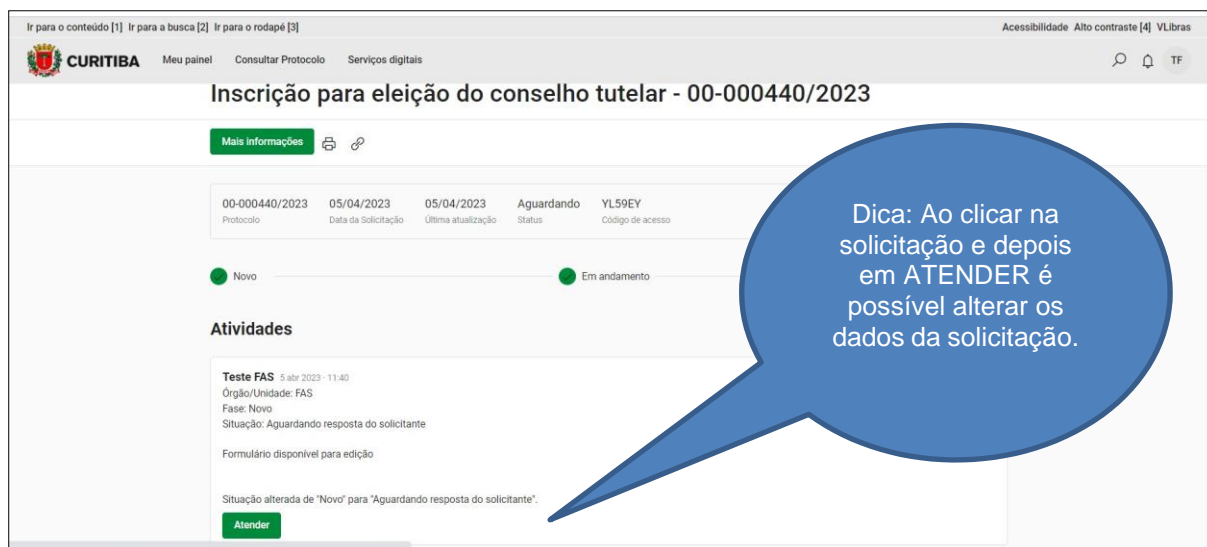 Ir para o conteúdo [1] Ir para a busca [2] Ir para o rodapé [3] Acessibilidade Alto contraste [4] VLibras
CURITIBA Meu painel Consultar Protocolo Serviços digitais TF
Inscrição para eleição do conselho tutelar - 00-000440/2023
Mais informações
00-000440/2023 05/04/2023 05/04/2023 Aguardando YL59EY
Protocolo Data da Solicitação Última atualização Status Código de acesso
Novo Em andamento
Atividades
Teste FAS 5 abr 2023 - 11:40
Órgão/Unidade: FAS
Fase: Novo
Situação: Aguardando resposta do solicitante
Formulário disponível para edição
Situação alterada de "Novo" para "Aguardando resposta do solicitante".
Atender
Dica: Ao clicar na
solicitação e depois
em ATENDER é
possível alterar os
dados da solicitação.